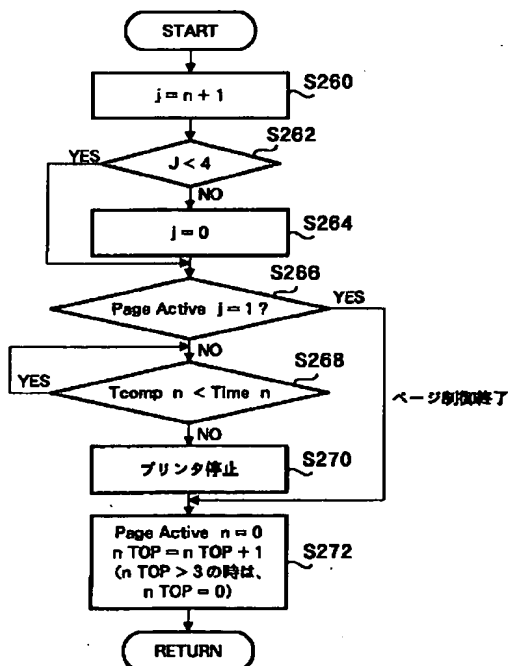 START
j = n + 1
S260
S262
YES
J < 4
NO
j = 0
S264
S266
Page Active j = 1 ?
YES
NO
S268
YES
Tcomp n < Time n
ページ制御終了
NO
プリンタ停止
S270
Page Active n = 0
n TOP = n TOP + 1
(n TOP > 3 の時は、
n TOP = 0)
S272
RETURN